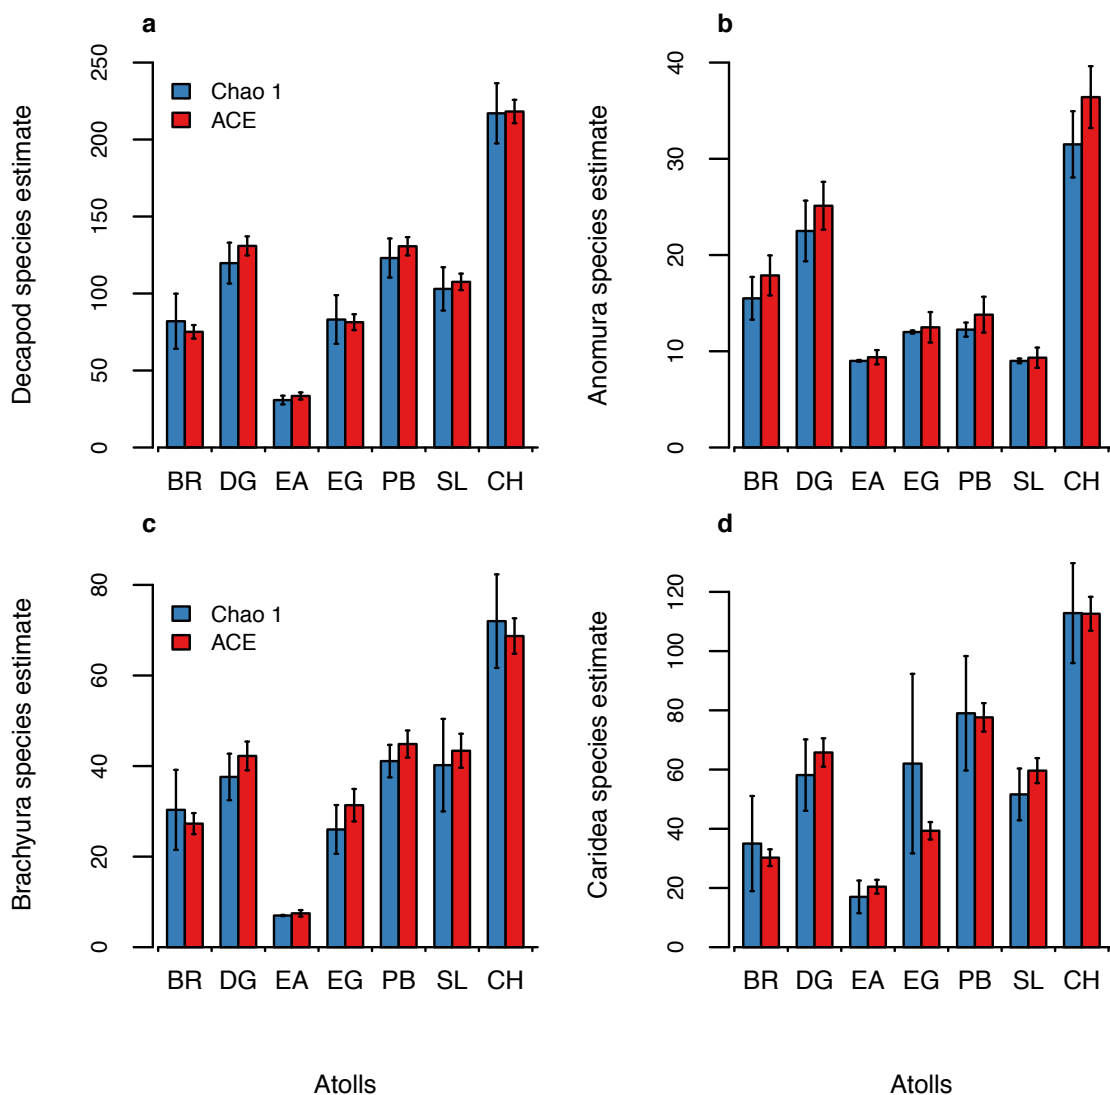 a
Decapod species estimate
250
200
150
100
50
0
Chao 1
ACE
BR DG EA EG PB SL CH
b
Anomura species estimate
40
30
20
10
0
BR DG EA EG PB SL CH
c
Brachyura species estimate
80
60
40
20
0
Chao 1
ACE
BR DG EA EG PB SL CH
Atolls
d
Caridea species estimate
120
100
80
60
40
20
0
BR DG EA EG PB SL CH
Atolls